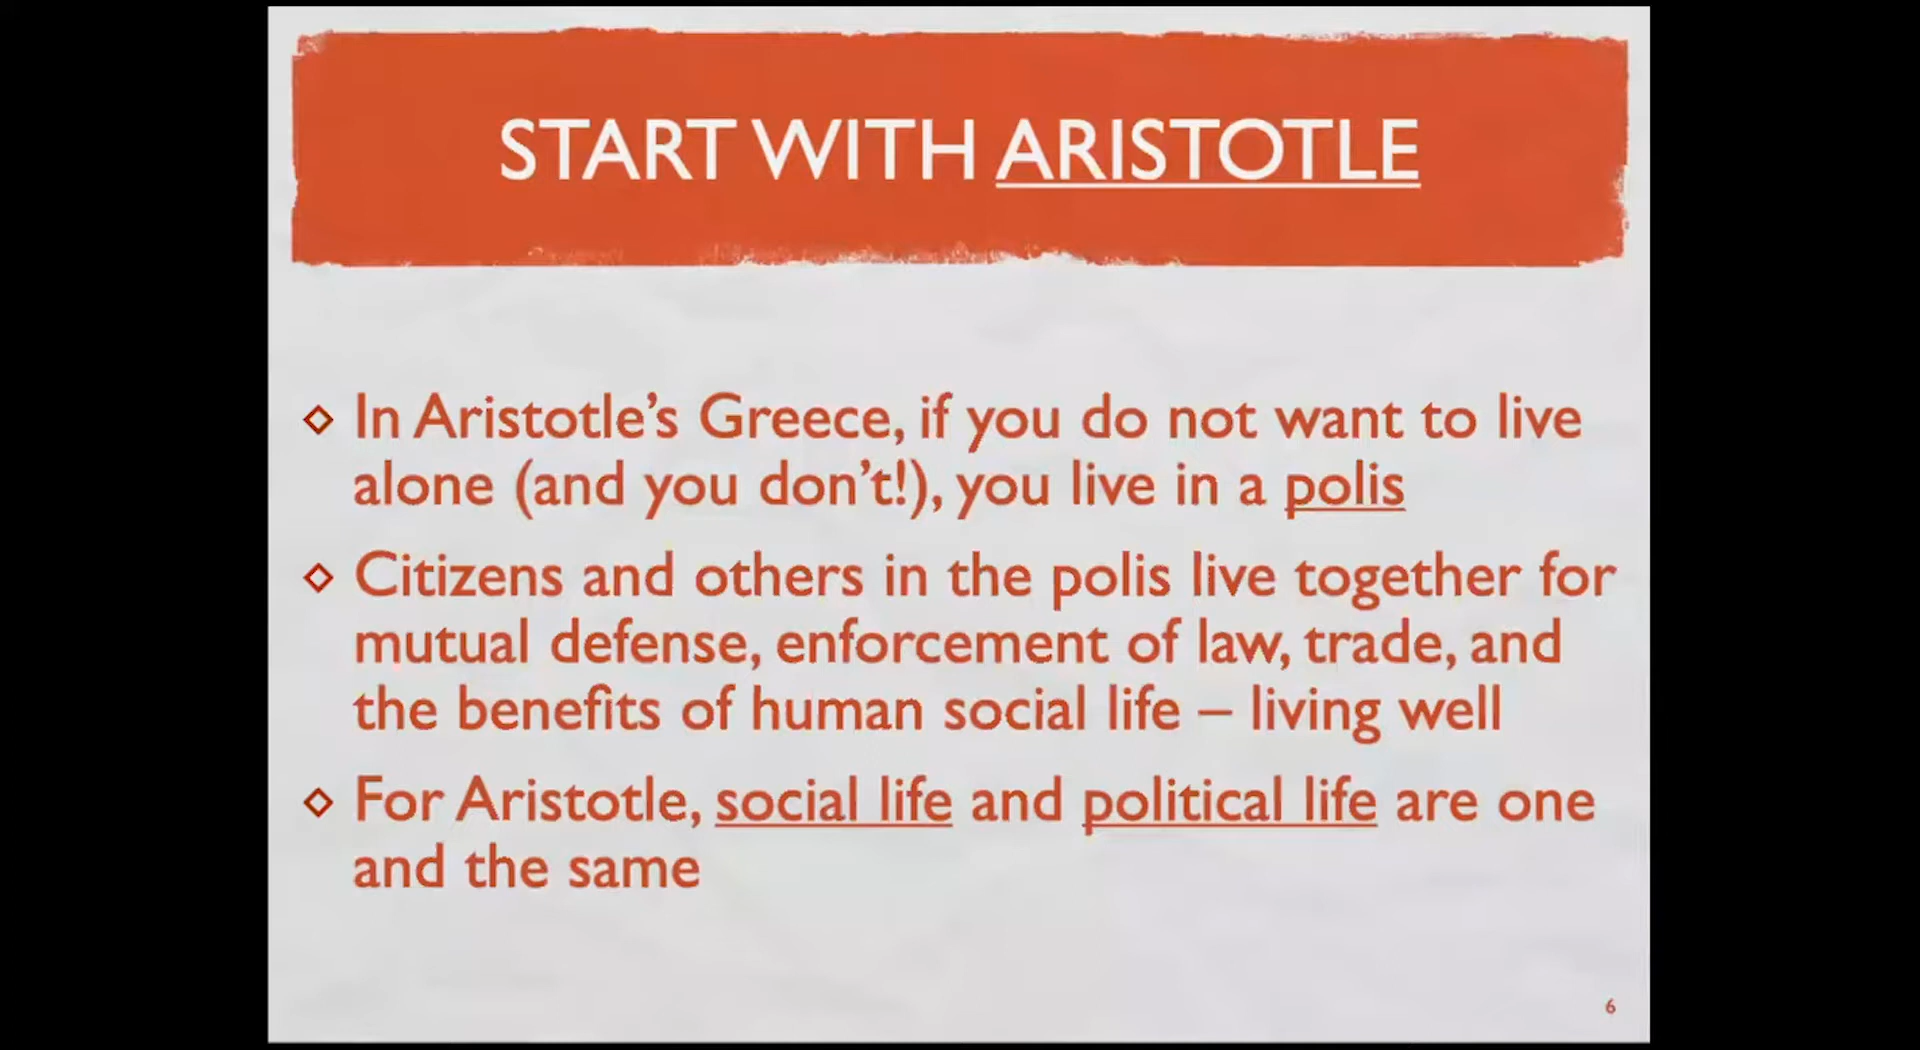 START WITH ARISTOTLE
◇ In Aristotle’s Greece, if you do not want to live
alone (and you don’t!), you live in a polis
◇ Citizens and others in the polis live together for
mutual defense, enforcement of law, trade, and
the benefits of human social life – living well
◇ For Aristotle, social life and political life are one
and the same
6